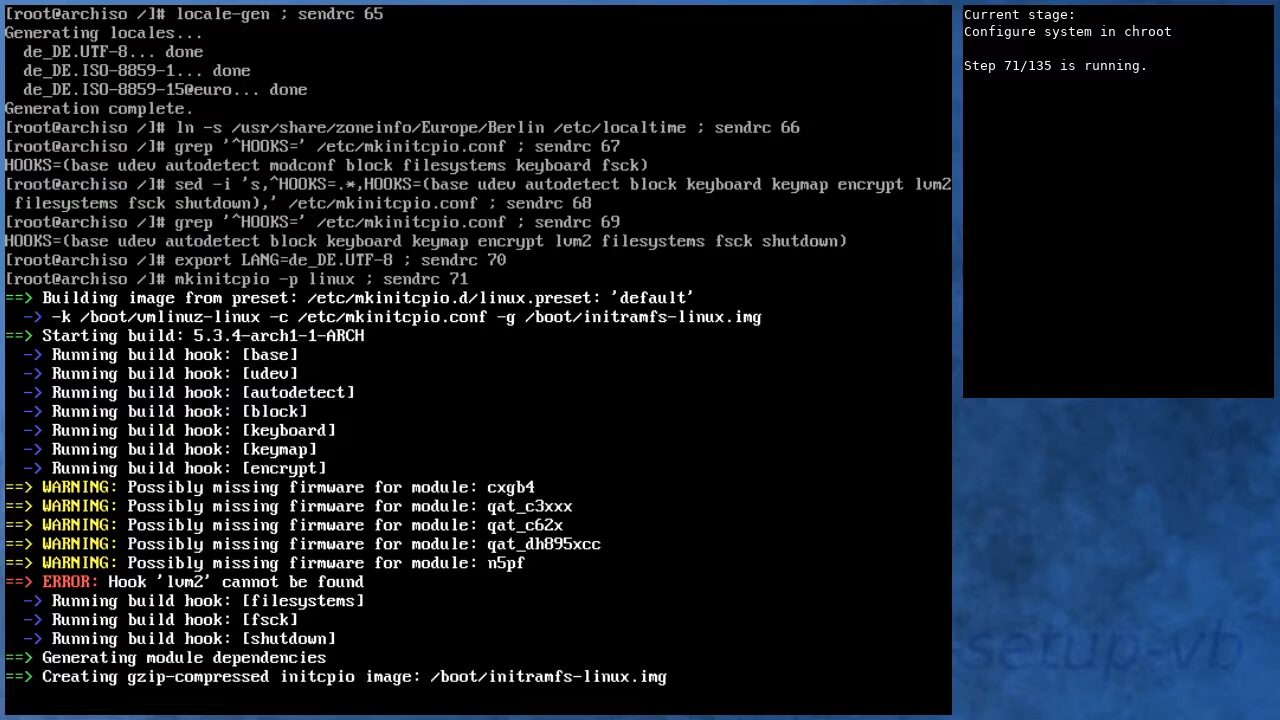 [root@archiso /]# locale-gen ; sendrc 65
Generating locales...
  de_DE.UTF-8... done
  de_DE.ISO-8859-1... done
  de_DE.ISO-8859-15@euro... done
Generation complete.
[root@archiso /]# ln -s /usr/share/zoneinfo/Europe/Berlin /etc/localtime ; sendrc 66
[root@archiso /]# grep '^HOOKS=' /etc/mkinitcpio.conf ; sendrc 67
HOOKS=(base udev autodetect modconf block filesystems keyboard fsck)
[root@archiso /]# sed -i 's,^HOOKS=.*,HOOKS=(base udev autodetect block keyboard keymap encrypt lvm2
 filesystems fsck shutdown),' /etc/mkinitcpio.conf ; sendrc 68
[root@archiso /]# grep '^HOOKS=' /etc/mkinitcpio.conf ; sendrc 69
HOOKS=(base udev autodetect block keyboard keymap encrypt lvm2 filesystems fsck shutdown)
[root@archiso /]# export LANG=de_DE.UTF-8 ; sendrc 70
[root@archiso /]# mkinitcpio -p linux ; sendrc 71
==> Building image from preset: /etc/mkinitcpio.d/linux.preset: 'default'
  -> -k /boot/vmlinuz-linux -c /etc/mkinitcpio.conf -g /boot/initramfs-linux.img
==> Starting build: 5.3.4-arch1-1-ARCH
  -> Running build hook: [base]
  -> Running build hook: [udev]
  -> Running build hook: [autodetect]
  -> Running build hook: [block]
  -> Running build hook: [keyboard]
  -> Running build hook: [keymap]
  -> Running build hook: [encrypt]
==> WARNING: Possibly missing firmware for module: cxgb4
==> WARNING: Possibly missing firmware for module: qat_c3xxx
==> WARNING: Possibly missing firmware for module: qat_c62x
==> WARNING: Possibly missing firmware for module: qat_dh895xcc
==> WARNING: Possibly missing firmware for module: n5pf
==> ERROR: Hook 'lvm2' cannot be found
  -> Running build hook: [filesystems]
  -> Running build hook: [fsck]
  -> Running build hook: [shutdown]
==> Generating module dependencies
==> Creating gzip-compressed initcpio image: /boot/initramfs-linux.img
Current stage:
Configure system in chroot
Step 71/135 is running.
-setup-vb